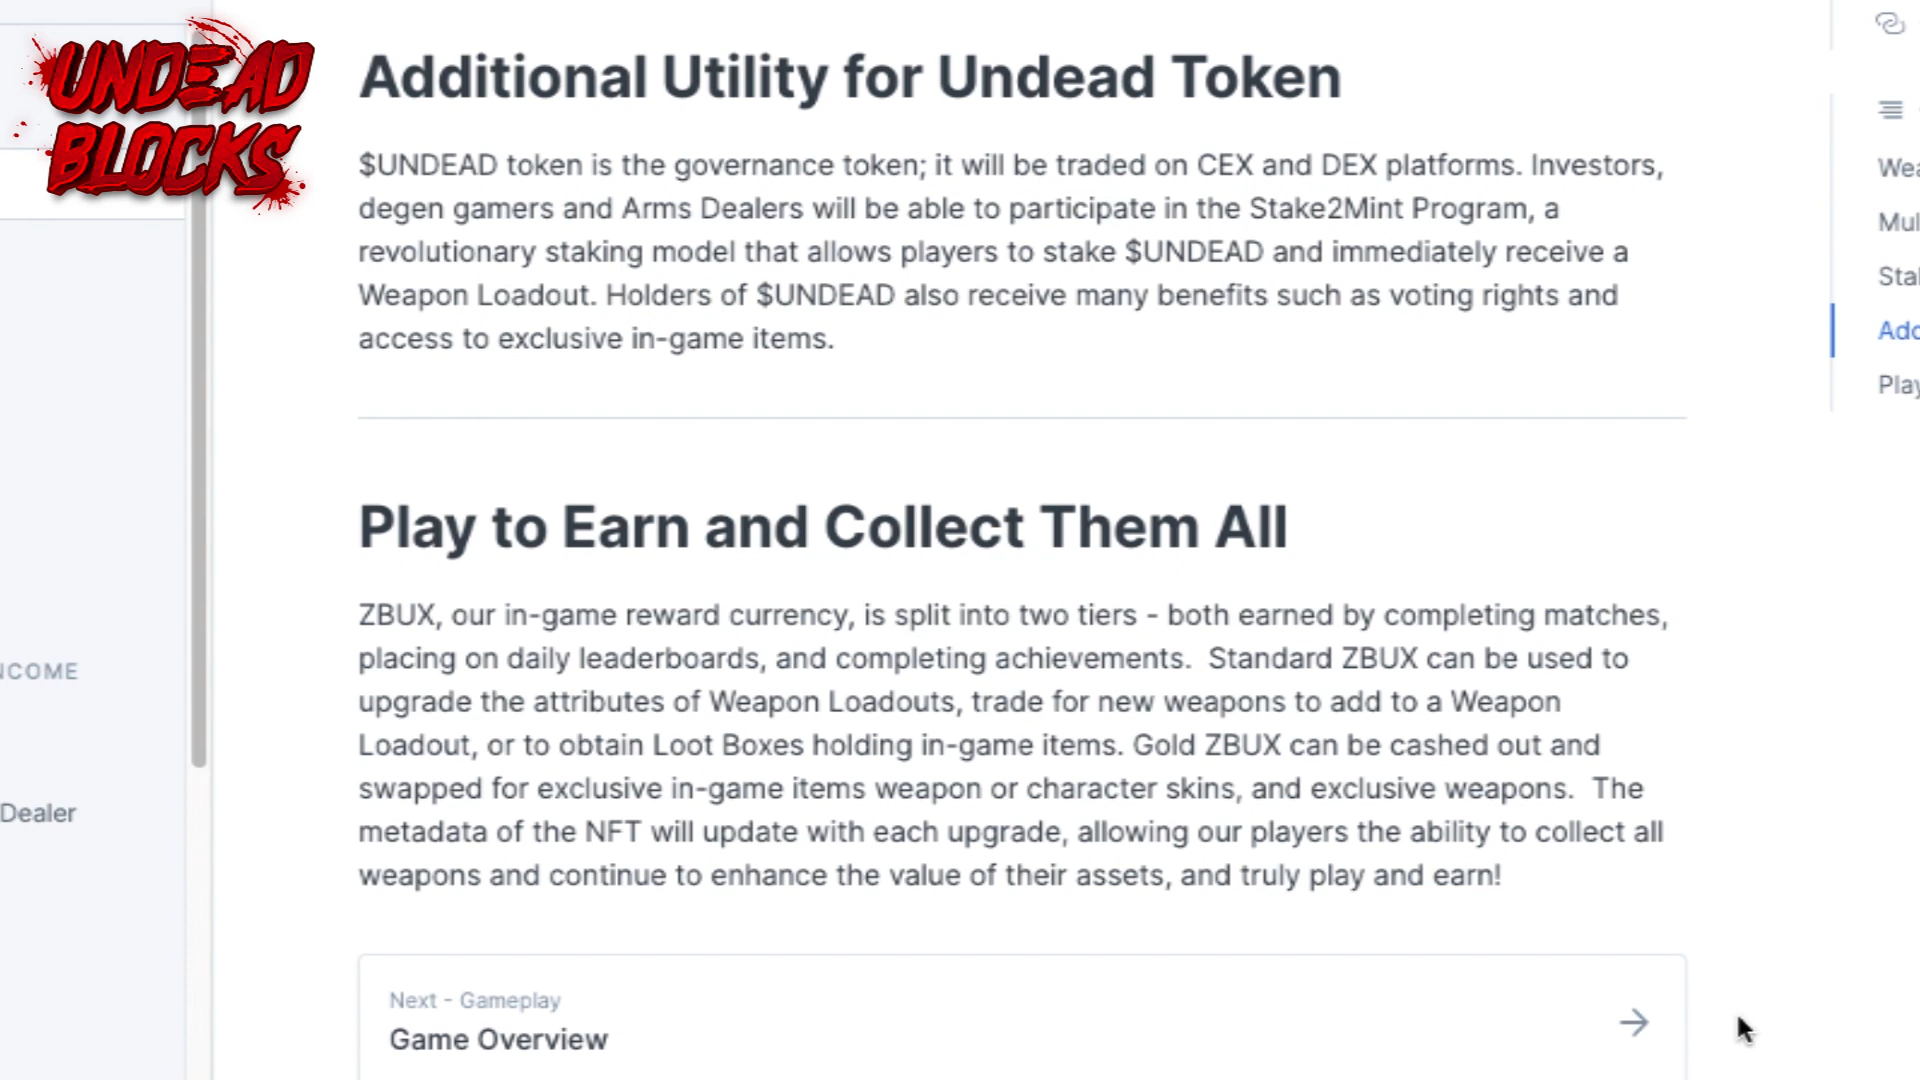 UNDEAD
BLOCKS
Additional Utility for Undead Token
$UNDEAD token is the governance token; it will be traded on CEX and DEX platforms. Investors,
degen gamers and Arms Dealers will be able to participate in the Stake2Mint Program, a
revolutionary staking model that allows players to stake $UNDEAD and immediately receive a
Weapon Loadout. Holders of $UNDEAD also receive many benefits such as voting rights and
access to exclusive in-game items.
Play to Earn and Collect Them All
ZBUX, our in-game reward currency, is split into two tiers - both earned by completing matches,
placing on daily leaderboards, and completing achievements.  Standard ZBUX can be used to
upgrade the attributes of Weapon Loadouts, trade for new weapons to add to a Weapon
Loadout, or to obtain Loot Boxes holding in-game items. Gold ZBUX can be cashed out and
swapped for exclusive in-game items weapon or character skins, and exclusive weapons.  The
metadata of the NFT will update with each upgrade, allowing our players the ability to collect all
weapons and continue to enhance the value of their assets, and truly play and earn!
Next - Gameplay
Game Overview
NCOME
Dealer
Wea
Mul
Stal
Add
Play